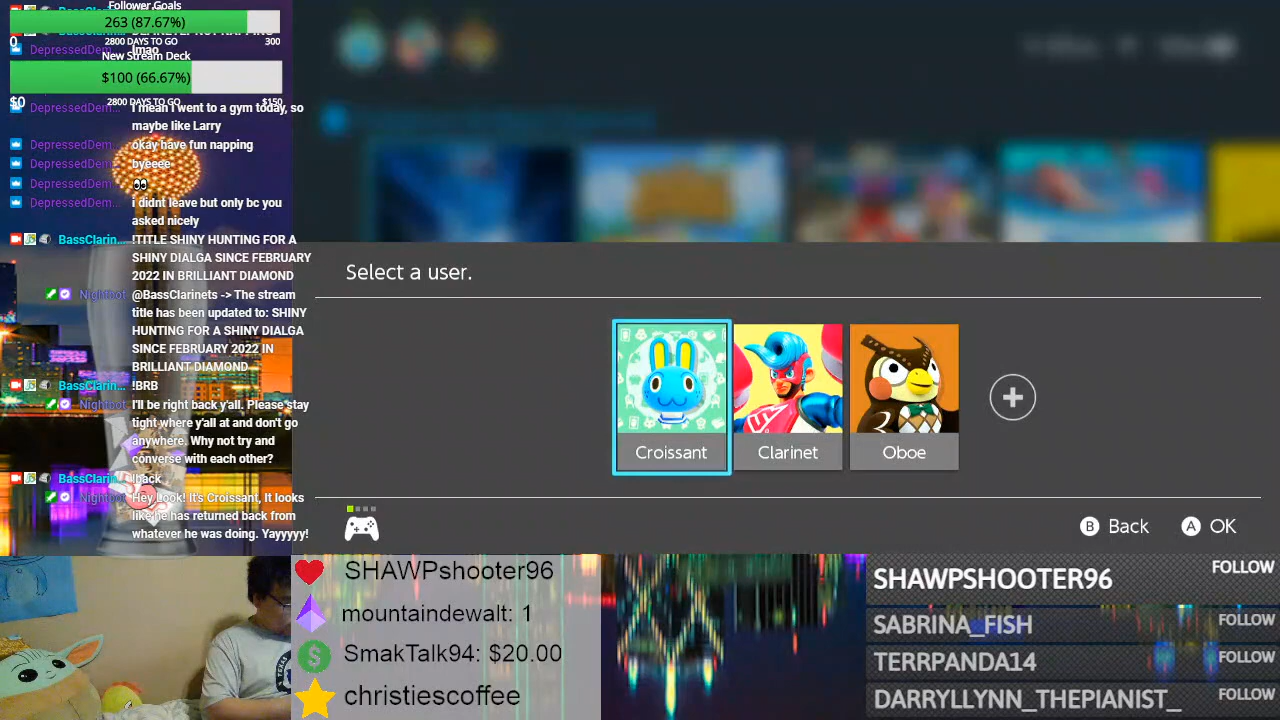 Follower Goals
263 (87.67%)
0
2800 DAYS TO GO
300
DepressedDem...
lmao
New Stream Deck
$100 (66.67%)
$0
2800 DAYS TO GO
$150
DepressedDem... I mean i went to a gym today, so
maybe like Larry
DepressedDem... okay have fun napping
DepressedDem... byeeee
DepressedDem... 👀
DepressedDem... i didnt leave but only bc you
asked nicely
BassClarin... !TITLE SHINY HUNTING FOR A
SHINY DIALGA SINCE FEBRUARY
2022 IN BRILLIANT DIAMOND
Nightbot @BassClarinets -> The stream
title has been updated to: SHINY
HUNTING FOR A SHINY DIALGA
SINCE FEBRUARY 2022 IN
BRILLIANT DIAMOND
BassClarin... !BRB
Nightbot I'll be right back y'all. Please stay
tight where y'all at and don't go
anywhere. Why not try and
converse with each other?
BassClarin... !back
Nightbot Hey Look! It's Croissant, It looks
like he has returned back from
whatever he was doing. Yayyyyy!
Select a user.
Croissant
Clarinet
Oboe
B Back
A OK
SHAWPshooter96
mountaindewalt: 1
SmakTalk94: $20.00
christiescoffee
SHAWPSHOOTER96 FOLLOW
SABRINA_FISH FOLLOW
TERRPANDA14 FOLLOW
DARRYLLYNN_THEPIANIST_ FOLLOW